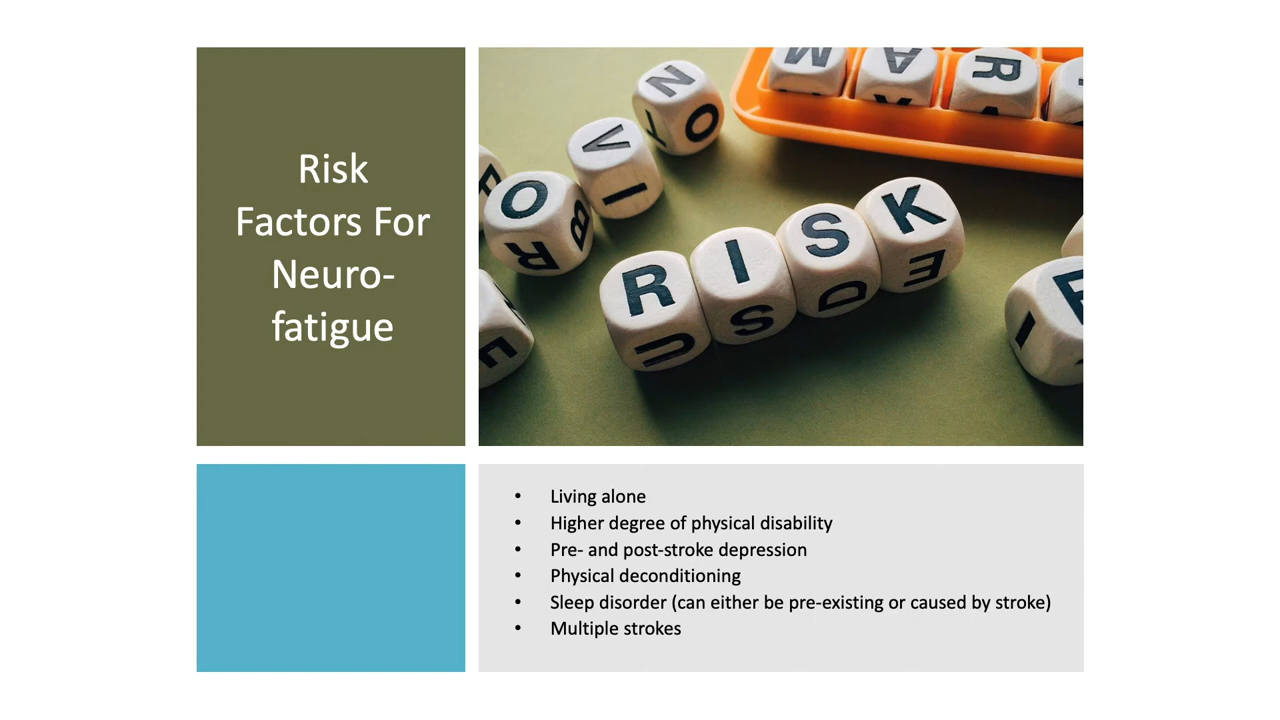 Risk
Factors For
Neuro-
fatigue
M A R
N
O
V
I
O
B
R
R I S K
U S D E
• Living alone
• Higher degree of physical disability
• Pre- and post-stroke depression
• Physical deconditioning
• Sleep disorder (can either be pre-existing or caused by stroke)
• Multiple strokes